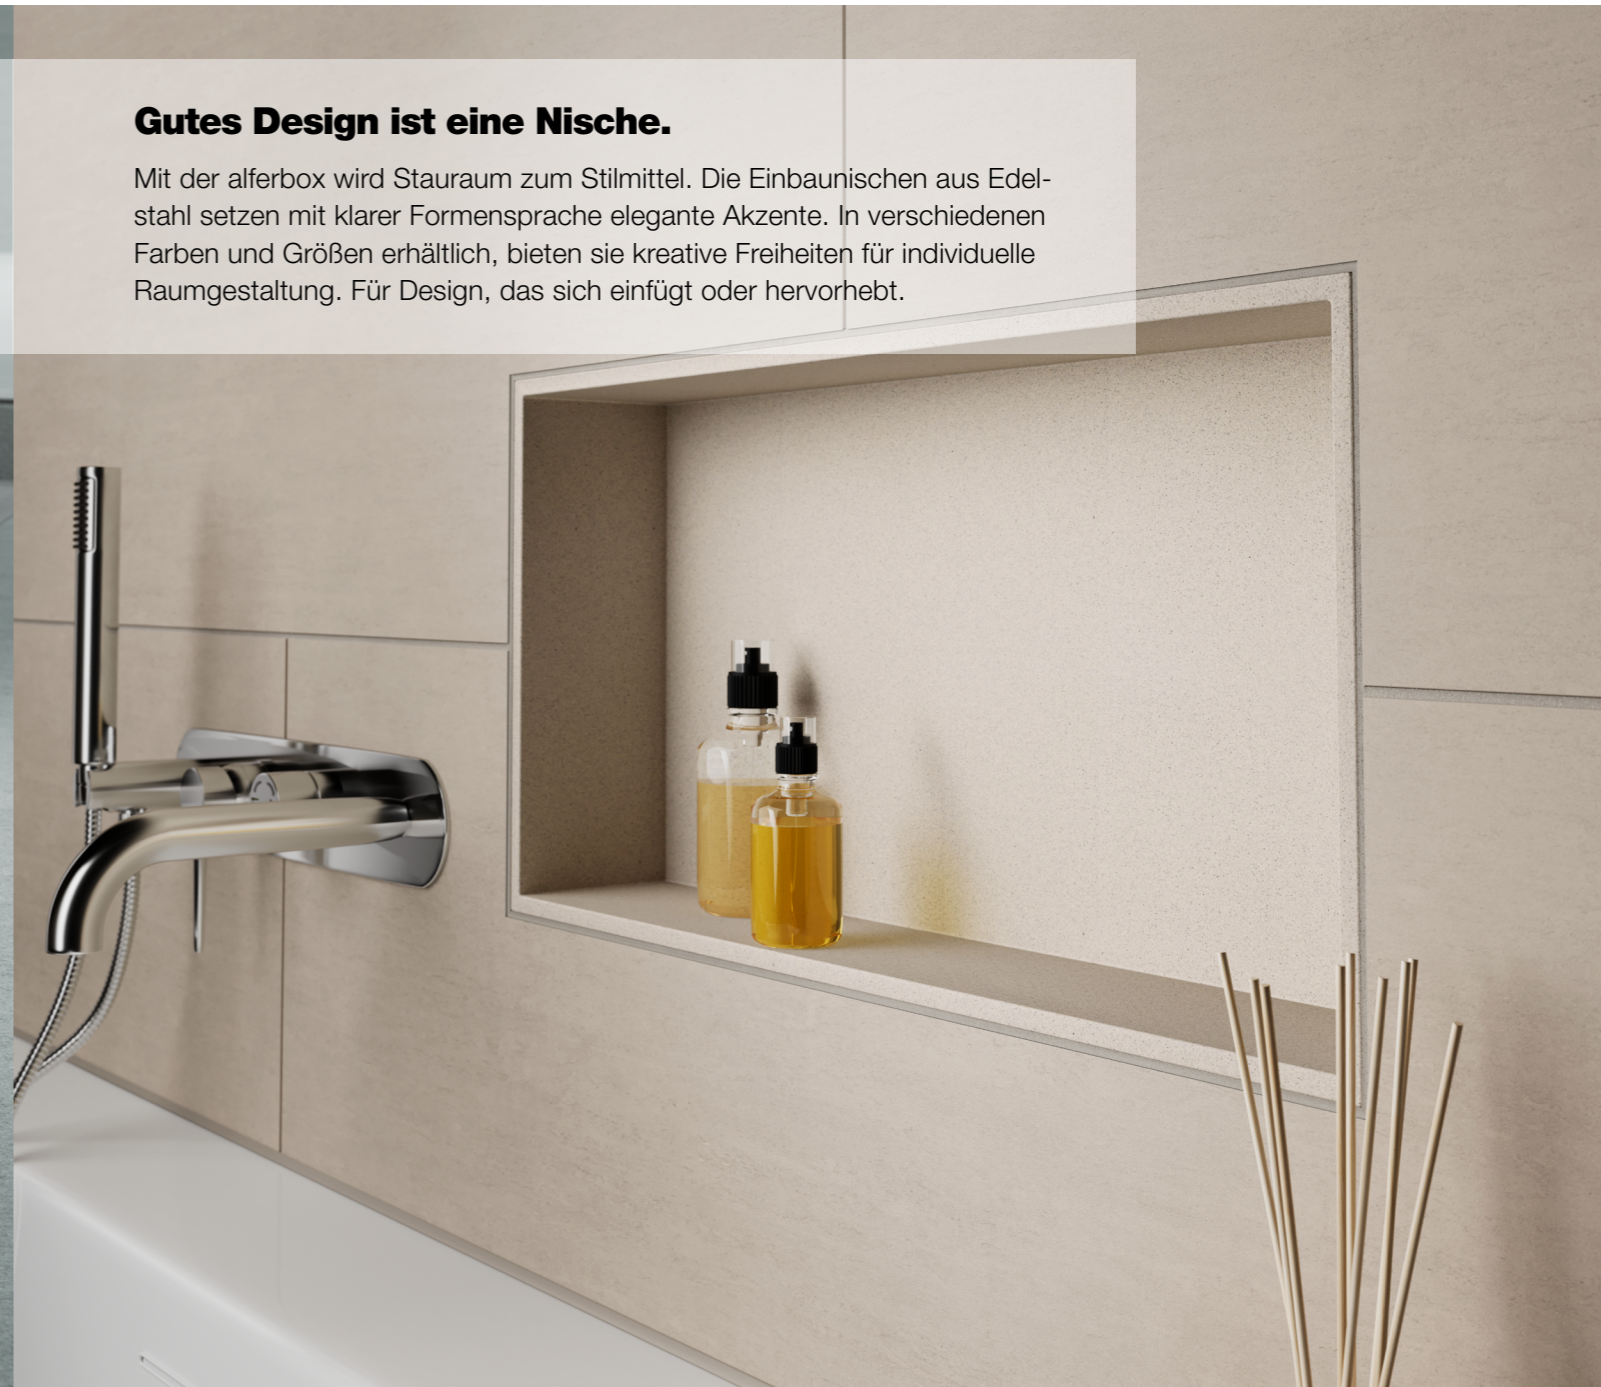 Gutes Design ist eine Nische.
Mit der alferbox wird Stauraum zum Stilmittel. Die Einbaunischen aus Edel-
stahl setzen mit klarer Formensprache elegante Akzente. In verschiedenen
Farben und Größen erhältlich, bieten sie kreative Freiheiten für individuelle
Raumgestaltung. Für Design, das sich einfügt oder hervorhebt.